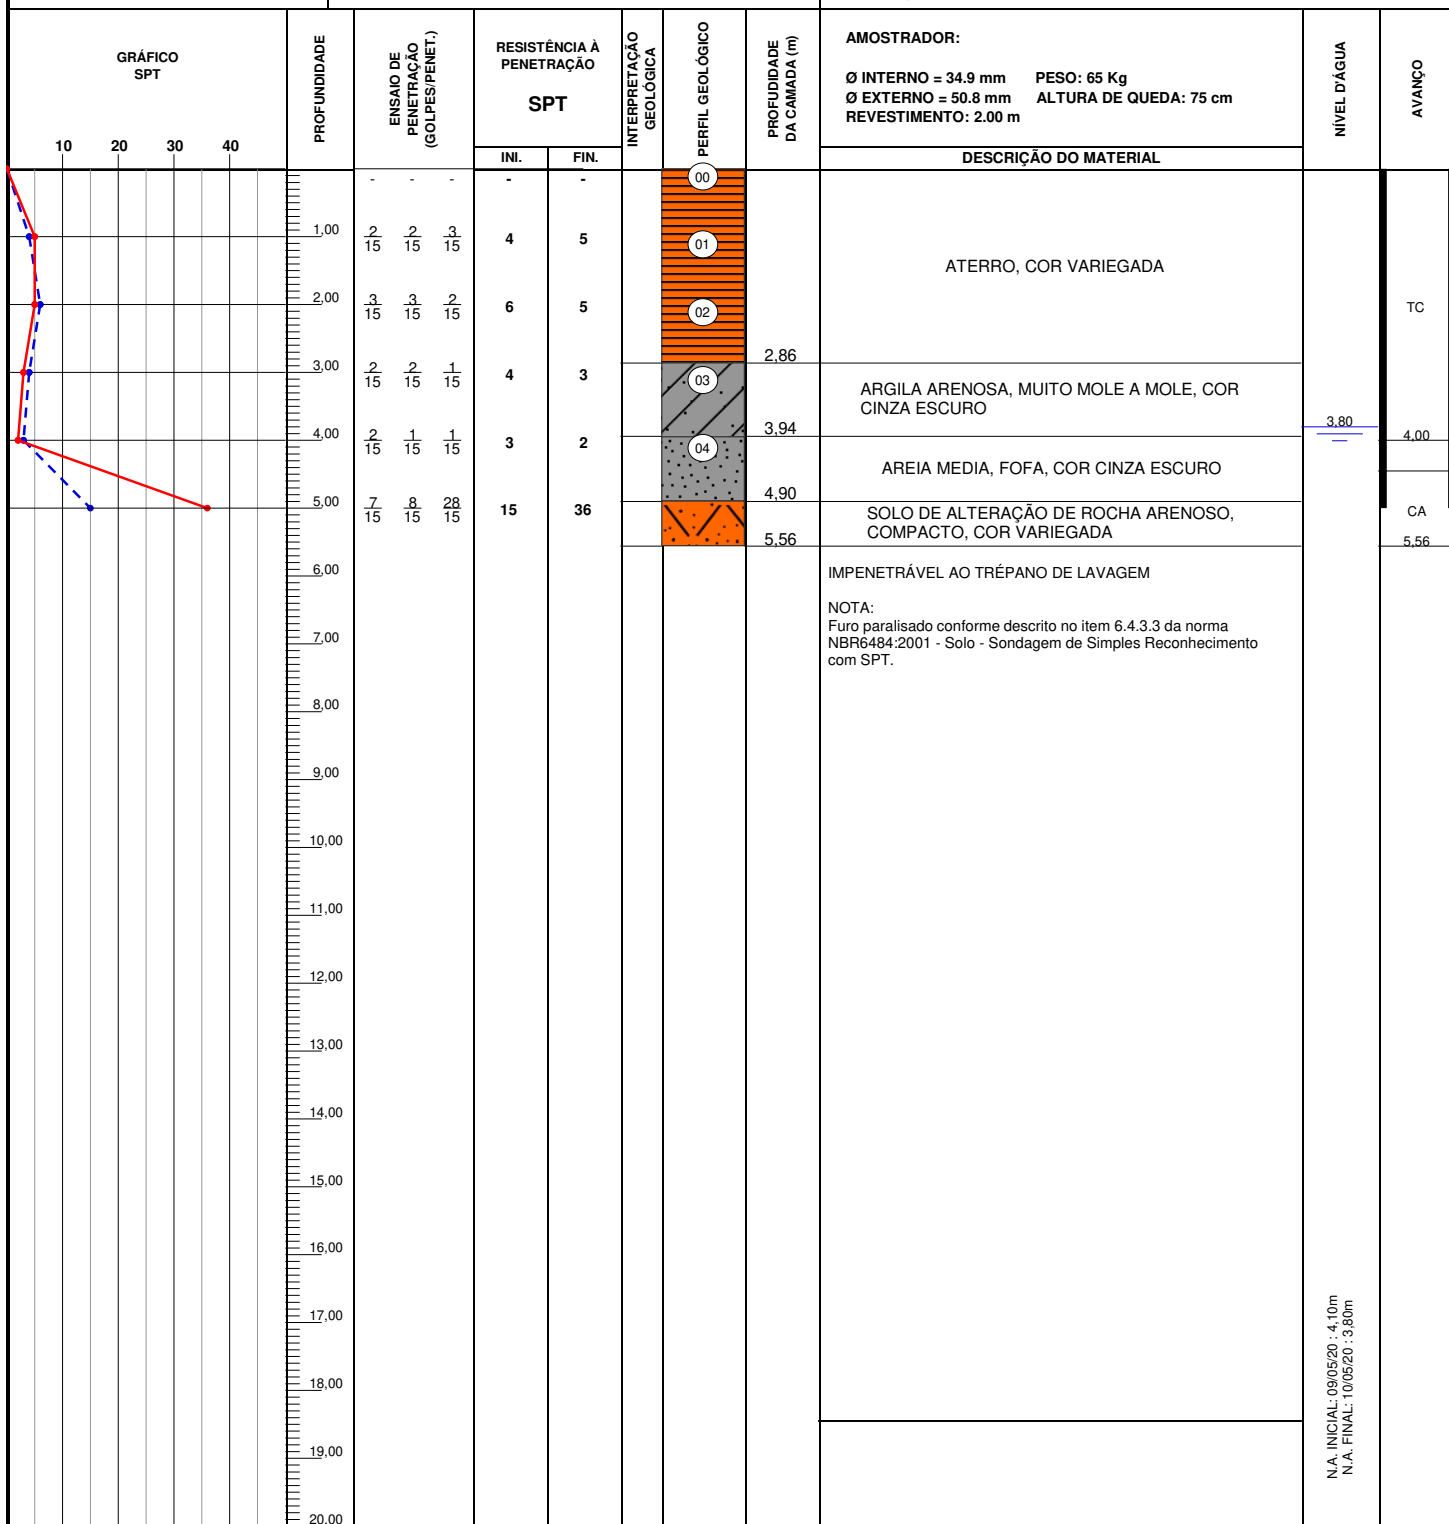 GRÁFICO
SPT
10 20 30 40
PROFUNDIDADE
ENSAIO DE
PENETRAÇÃO
(GOLPES/PENET.)
RESISTÊNCIA À
PENETRAÇÃO
SPT
INI. FIN.
INTERPRETAÇÃO
GEOLÓGICA
PERFIL GEOLÓGICO
PROFUDIDADE
DA CAMADA (m)
AMOSTRADOR:
Ø INTERNO = 34.9 mm PESO: 65 Kg
Ø EXTERNO = 50.8 mm ALTURA DE QUEDA: 75 cm
REVESTIMENTO: 2.00 m
DESCRIÇÃO DO MATERIAL
NÍVEL D'ÁGUA
AVANÇO
- - - - - 00
1,00 2/15 2/15 3/15 4 5 01
ATERRO, COR VARIEGADA
2,00 3/15 3/15 2/15 6 5 02
TC
2,86
3,00 2/15 2/15 1/15 4 3 03
ARGILA ARENOSA, MUITO MOLE A MOLE, COR
CINZA ESCURO
3,80
3,94
4,00 2/15 1/15 1/15 3 2 04
4,00
AREIA MEDIA, FOFA, COR CINZA ESCURO
4,90
5,00 7/15 8/15 28/15 15 36
SOLO DE ALTERAÇÃO DE ROCHA ARENOSO,
COMPACTO, COR VARIEGADA
CA
5,56
5,56
6,00
IMPENETRÁVEL AO TRÉPANO DE LAVAGEM
NOTA:
Furo paralisado conforme descrito no item 6.4.3.3 da norma
NBR6484:2001 - Solo - Sondagem de Simples Reconhecimento
com SPT.
7,00
8,00
9,00
10,00
11,00
12,00
13,00
14,00
15,00
16,00
17,00
18,00
19,00
20,00
N.A. INICIAL: 09/05/20 : 4,10m
N.A. FINAL: 10/05/20 : 3,80m